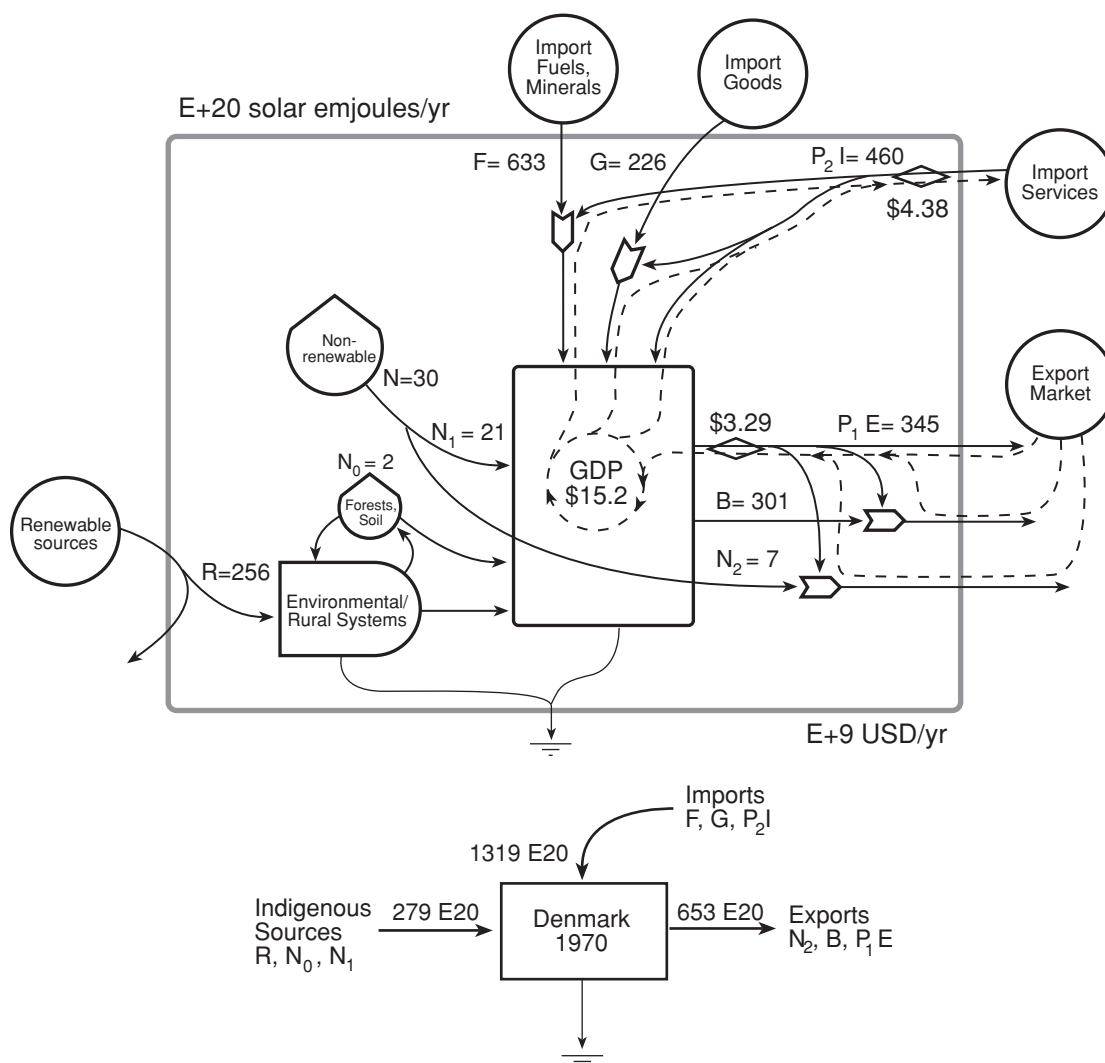 Import
Fuels,
Minerals
Import
Goods
E+20 solar emjoules/yr
F= 633
G= 226
P₂ I= 460
Import
Services
$4.38
Non-
renewable
N=30
Export
Market
$3.29
P₁ E= 345
N₁ = 21
N₀ = 2
GDP
$15.2
Forests,
Soil
B= 301
Renewable
sources
R=256
N₂ = 7
Environmental/
Rural Systems
E+9 USD/yr
Imports
F, G, P₂I
1319 E20
Indigenous
Sources
R, N₀, N₁
279 E20
Denmark
1970
653 E20
Exports
N₂, B, P₁ E